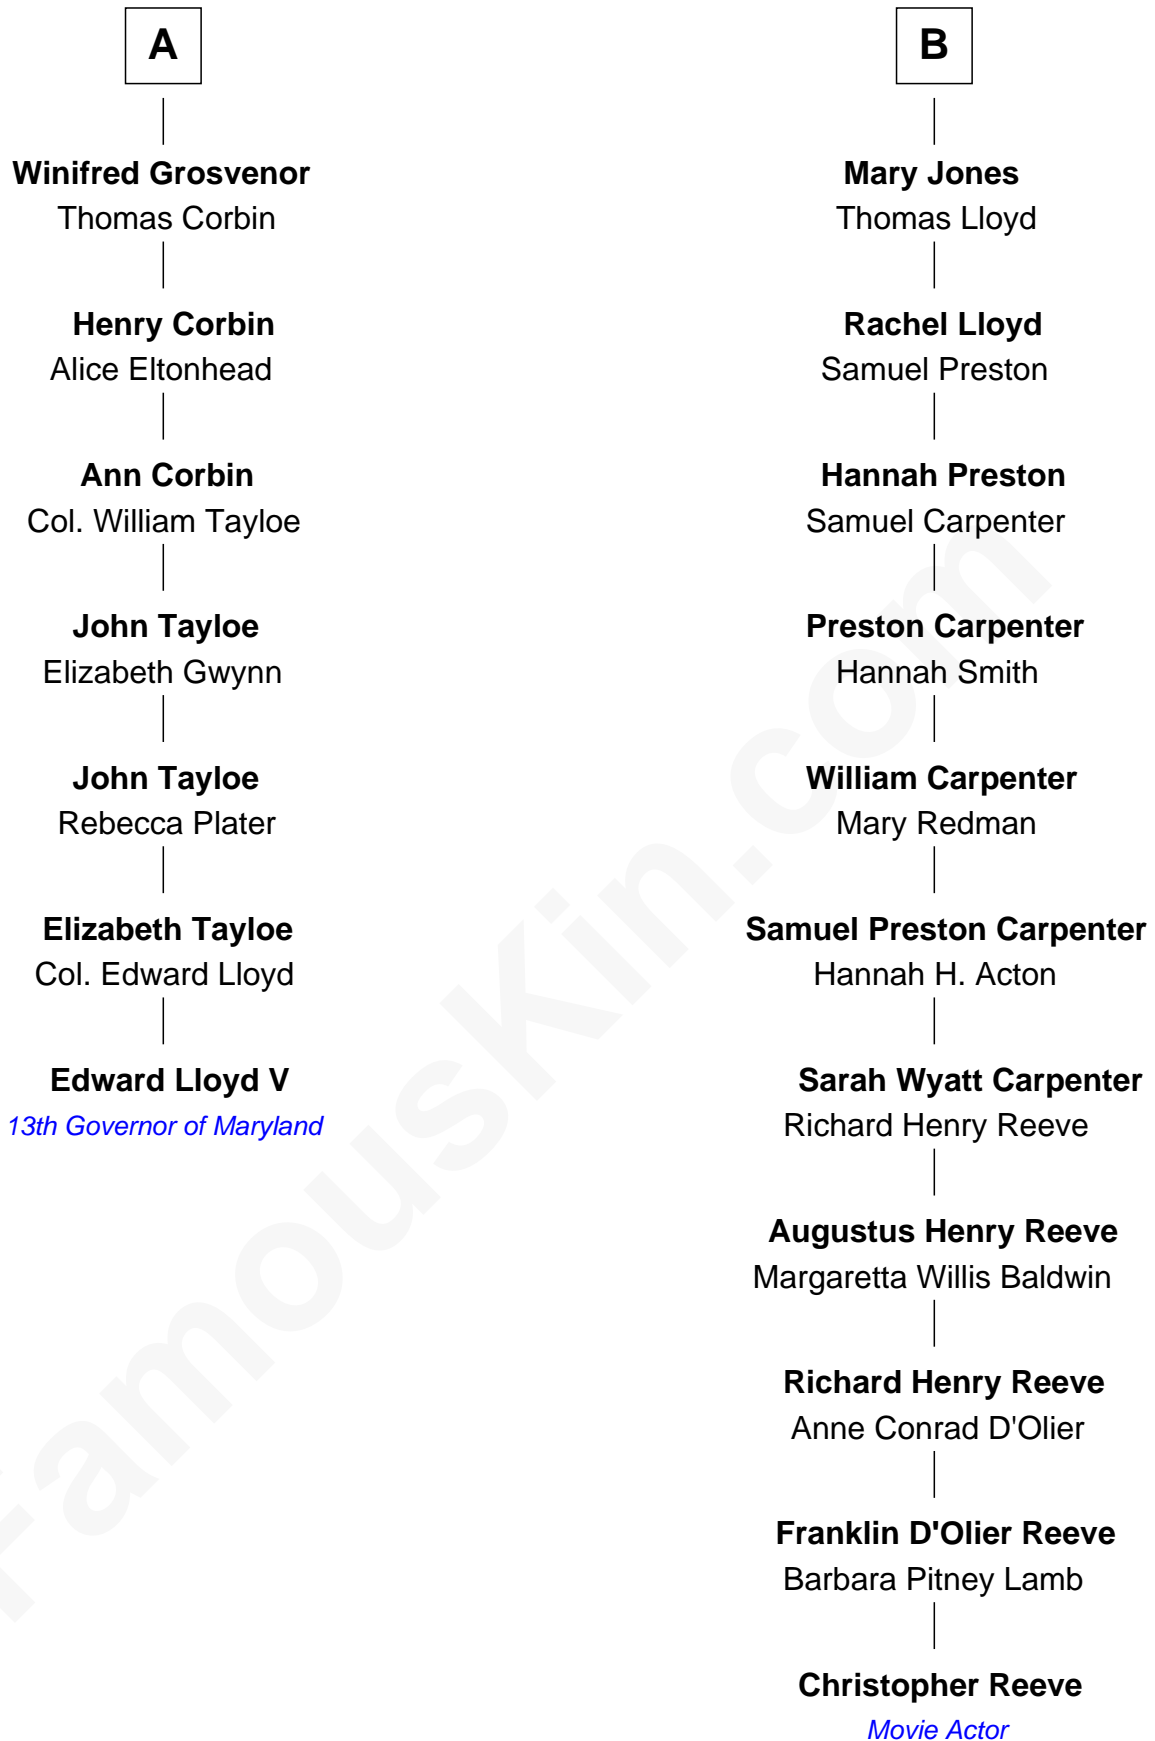 A
Winifred Grosvenor
Thomas Corbin
Henry Corbin
Alice Eltonhead
Ann Corbin
Col. William Tayloe
John Tayloe
Elizabeth Gwynn
John Tayloe
Rebecca Plater
Elizabeth Tayloe
Col. Edward Lloyd
Edward Lloyd V
13th Governor of Maryland
B
Mary Jones
Thomas Lloyd
Rachel Lloyd
Samuel Preston
Hannah Preston
Samuel Carpenter
Preston Carpenter
Hannah Smith
William Carpenter
Mary Redman
Samuel Preston Carpenter
Hannah H. Acton
Sarah Wyatt Carpenter
Richard Henry Reeve
Augustus Henry Reeve
Margaretta Willis Baldwin
Richard Henry Reeve
Anne Conrad D'Olier
Franklin D'Olier Reeve
Barbara Pitney Lamb
Christopher Reeve
Movie Actor
FamousKin.com